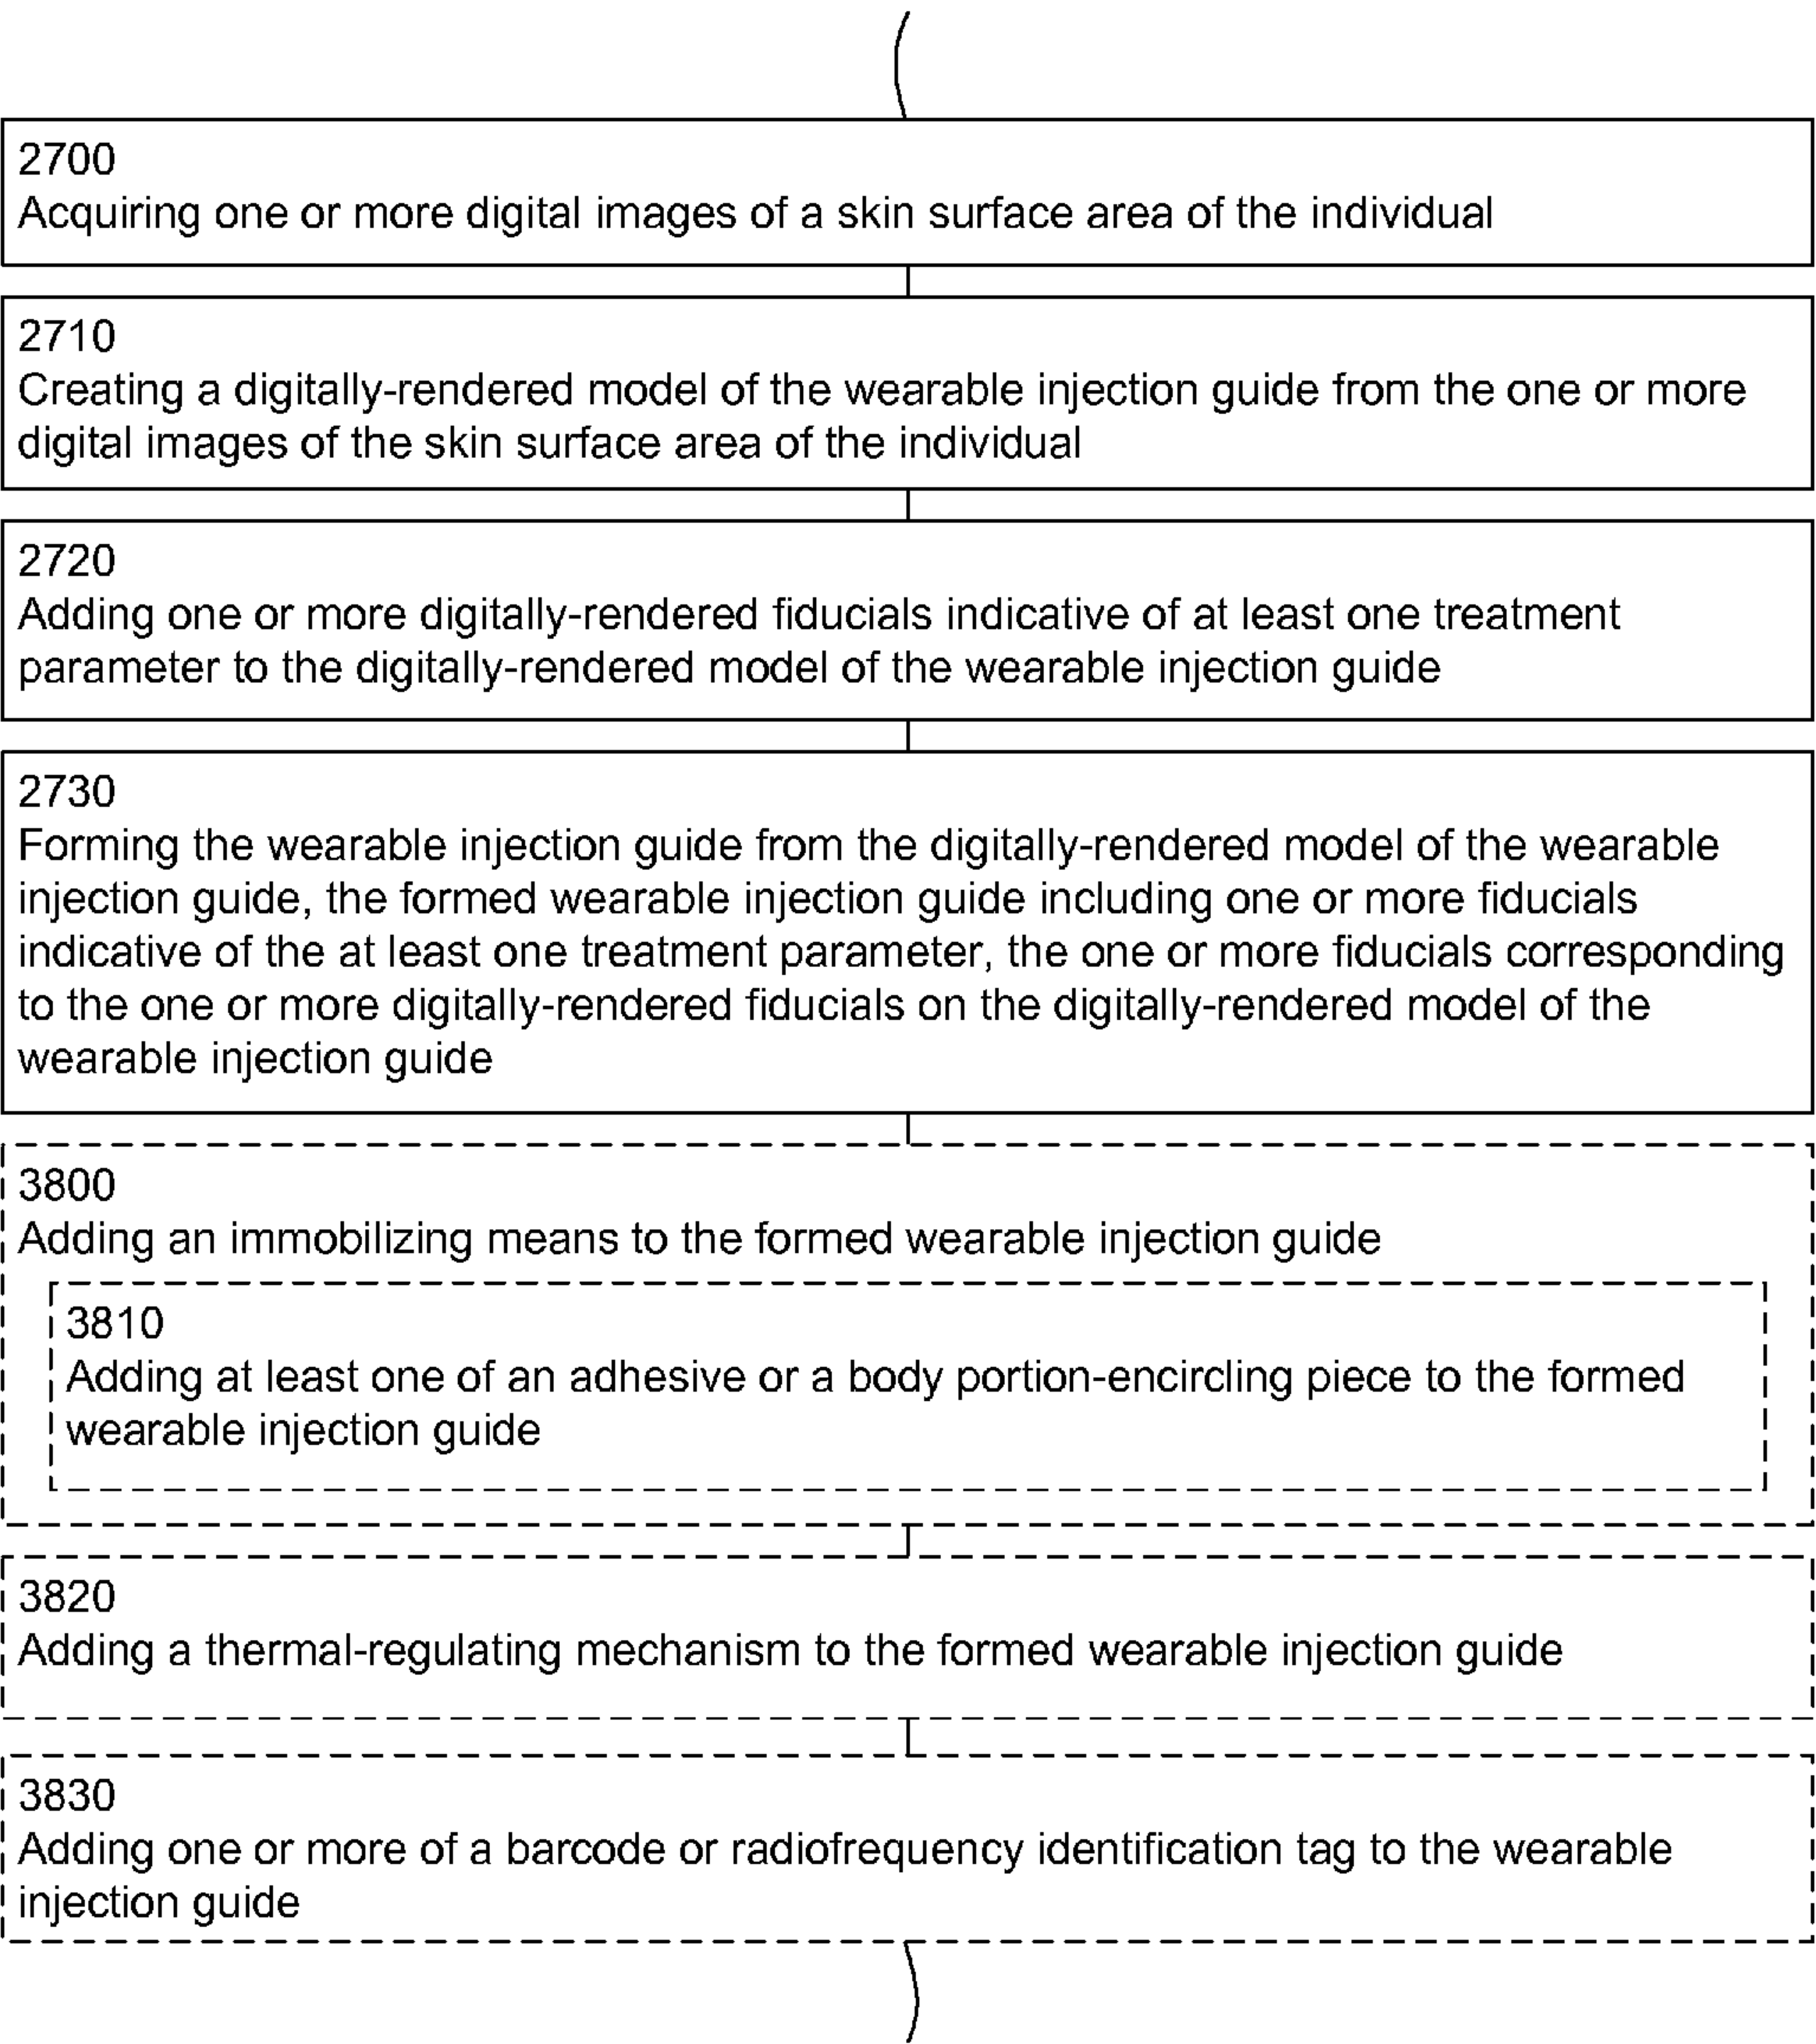 2700
Acquiring one or more digital images of a skin surface area of the individual
2710
Creating a digitally-rendered model of the wearable injection guide from the one or more
digital images of the skin surface area of the individual
2720
Adding one or more digitally-rendered fiducials indicative of at least one treatment
parameter to the digitally-rendered model of the wearable injection guide
2730
Forming the wearable injection guide from the digitally-rendered model of the wearable
injection guide, the formed wearable injection guide including one or more fiducials
indicative of the at least one treatment parameter, the one or more fiducials corresponding
to the one or more digitally-rendered fiducials on the digitally-rendered model of the
wearable injection guide
3800
Adding an immobilizing means to the formed wearable injection guide
3810
Adding at least one of an adhesive or a body portion-encircling piece to the formed
wearable injection guide
3820
Adding a thermal-regulating mechanism to the formed wearable injection guide
3830
Adding one or more of a barcode or radiofrequency identification tag to the wearable
injection guide